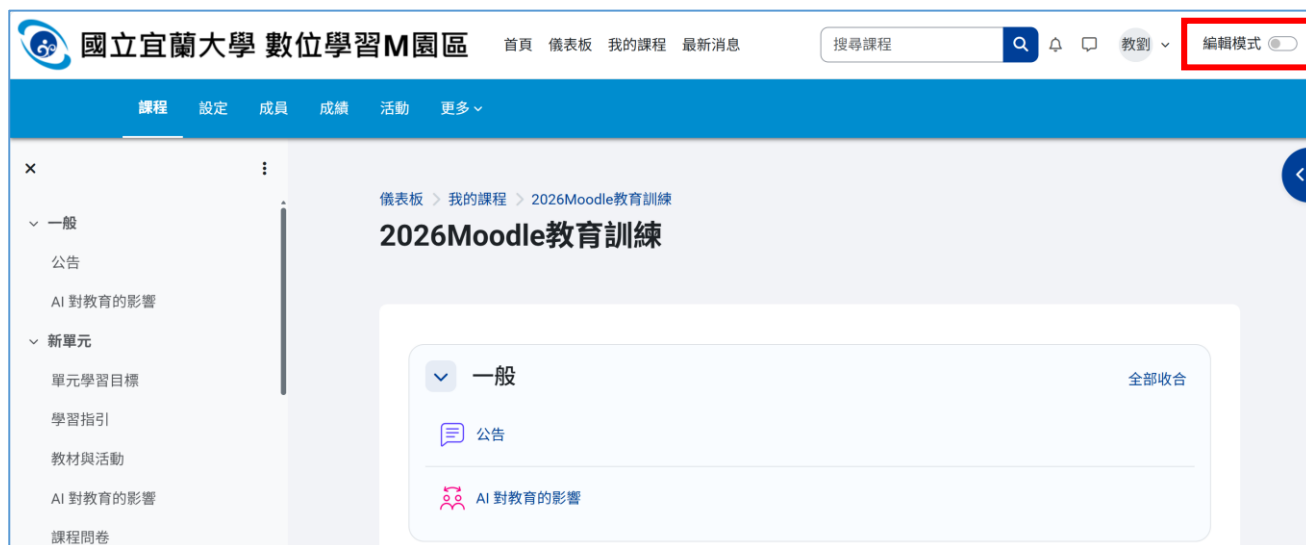 國立宜蘭大學 數位學習M園區
首頁 儀表板 我的課程 最新消息
搜尋課程
教劉
編輯模式
課程 設定 成員 成績 活動 更多
一般
公告
AI 對教育的影響
新單元
單元學習目標
學習指引
教材與活動
AI 對教育的影響
課程問卷
儀表板 > 我的課程 > 2026Moodle教育訓練
2026Moodle教育訓練
一般
全部收合
公告
AI 對教育的影響